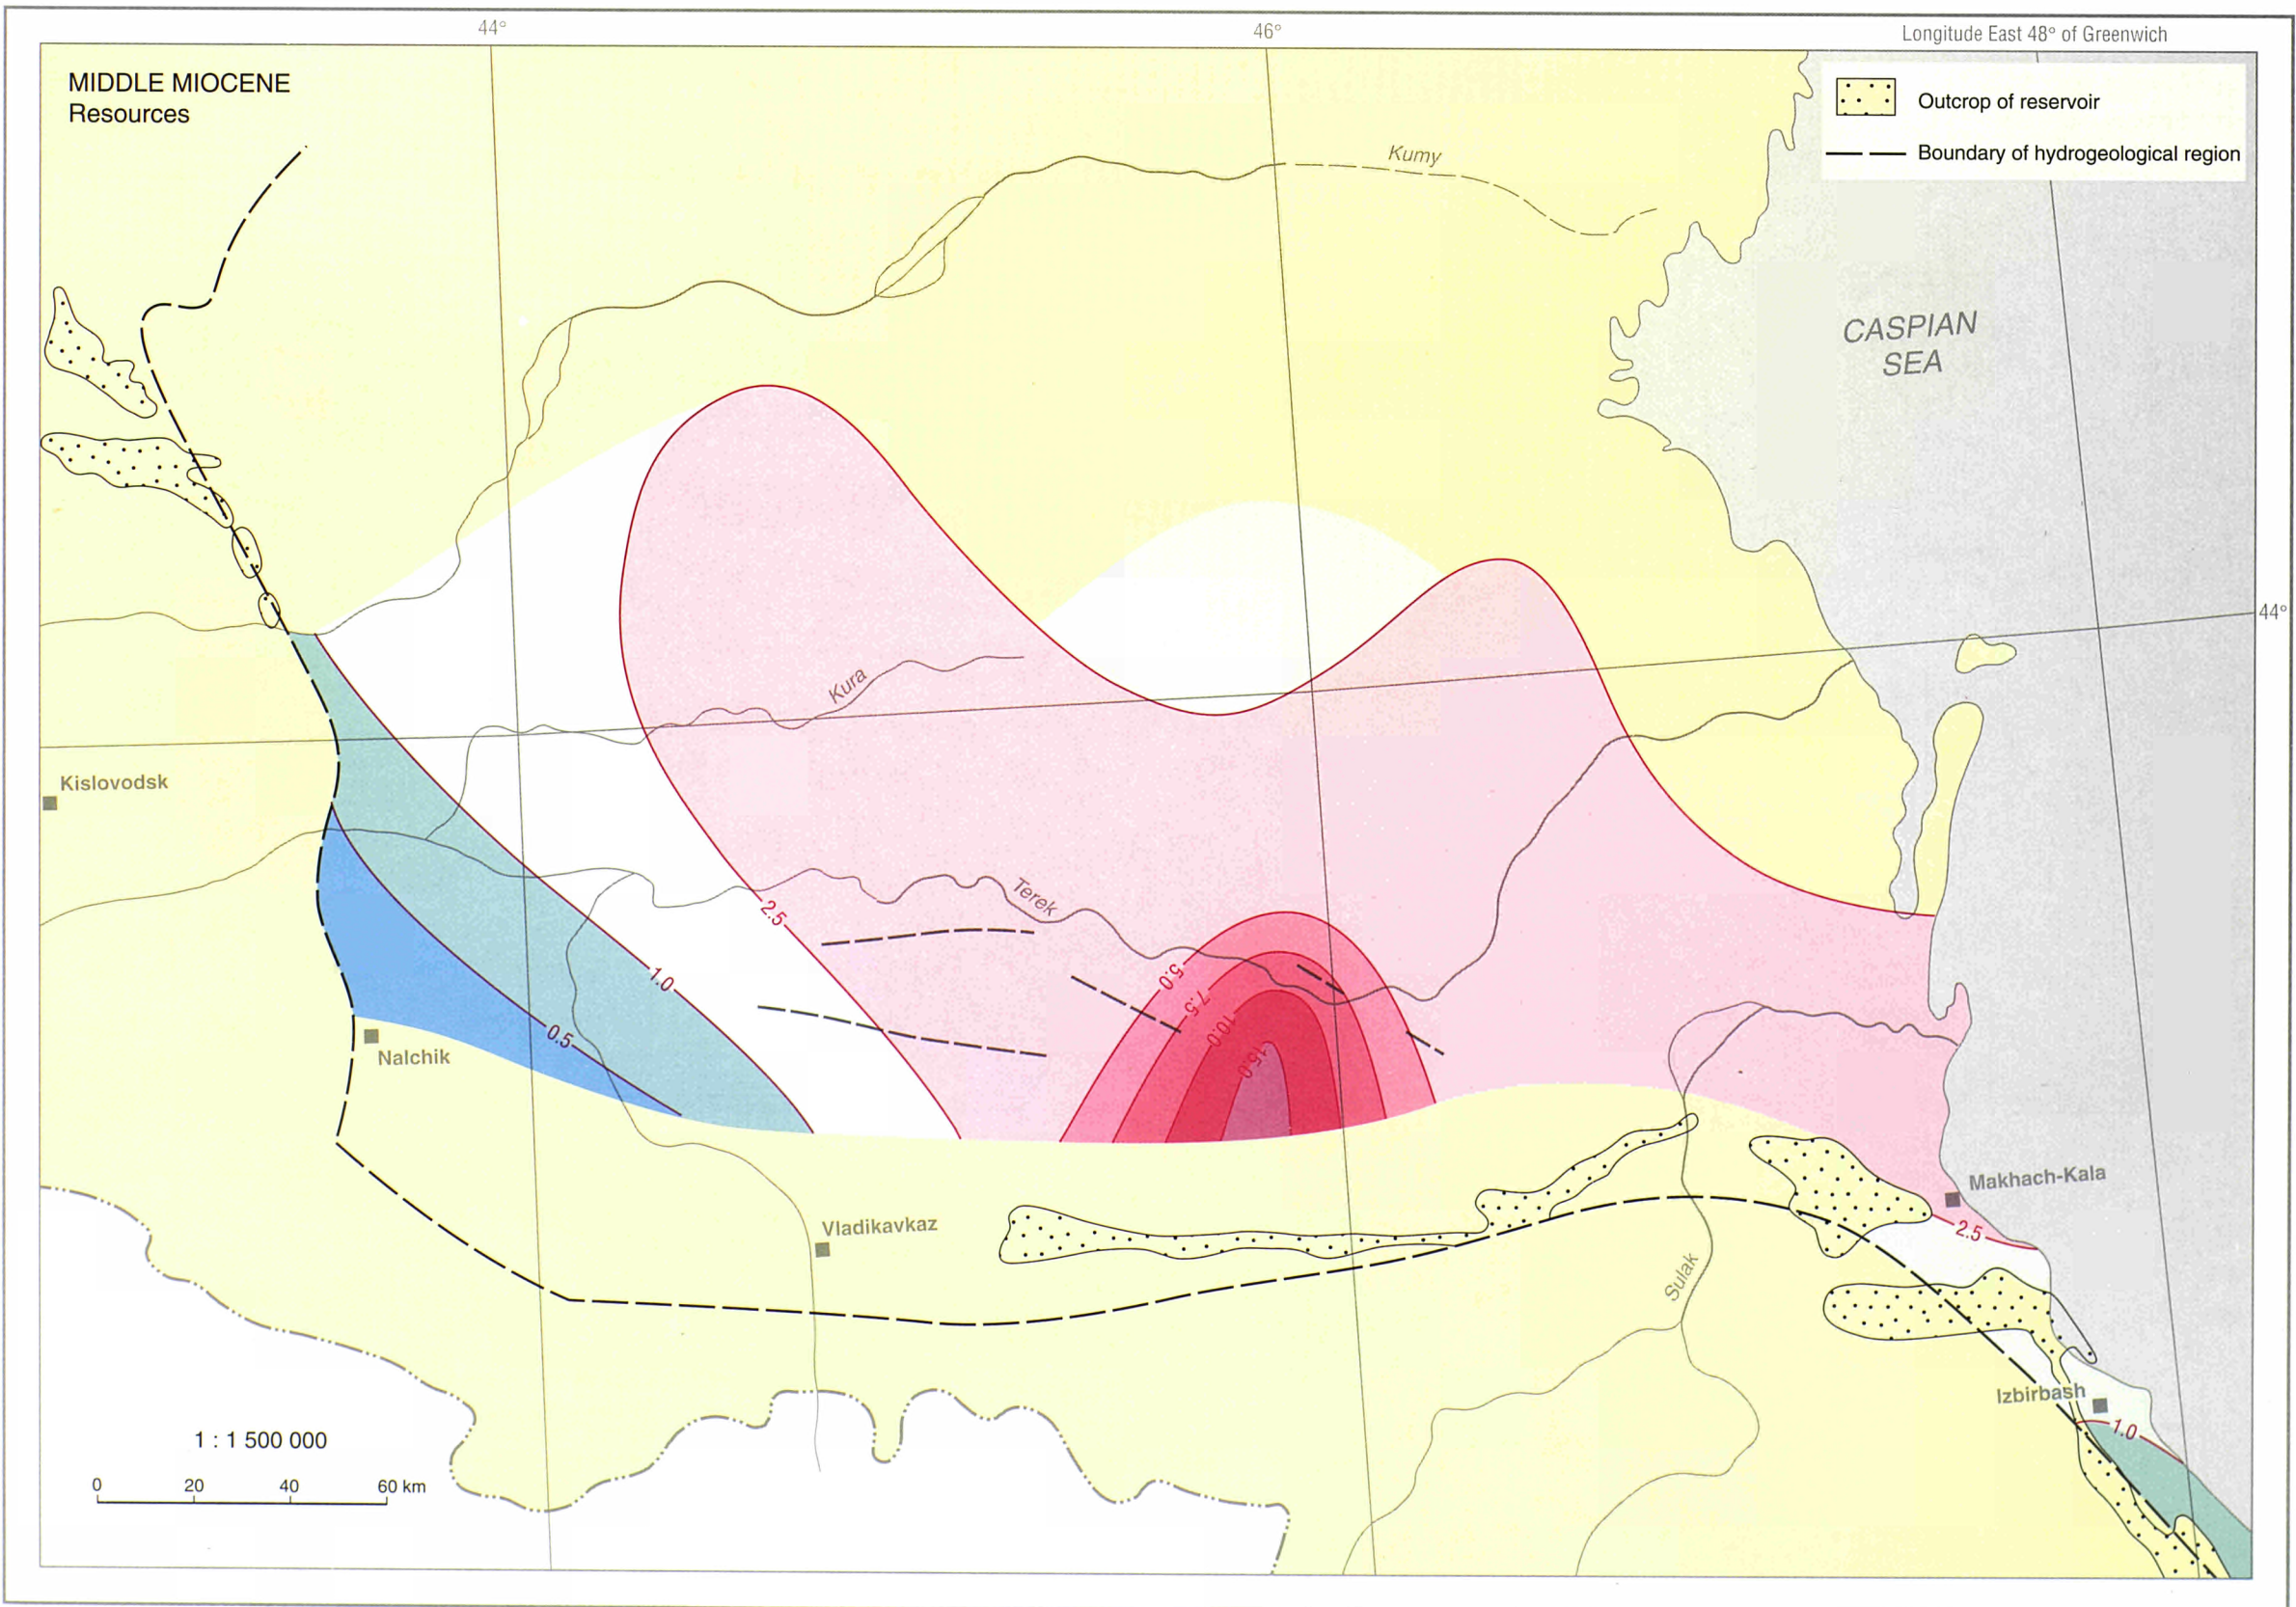 44°
46°
Longitude East 48° of Greenwich
MIDDLE MIOCENE
Resources
Outcrop of reservoir
Boundary of hydrogeological region
Kumy
CASPIAN
SEA
44°
Kura
Kislovodsk
Terek
2.5
1.0
5.0
7.5
10.0
15.0
0.5
Nalchik
Makhach-Kala
Vladikavkaz
2.5
Sulak
Izbirbash
1.0
1 : 1 500 000
0 20 40 60 km